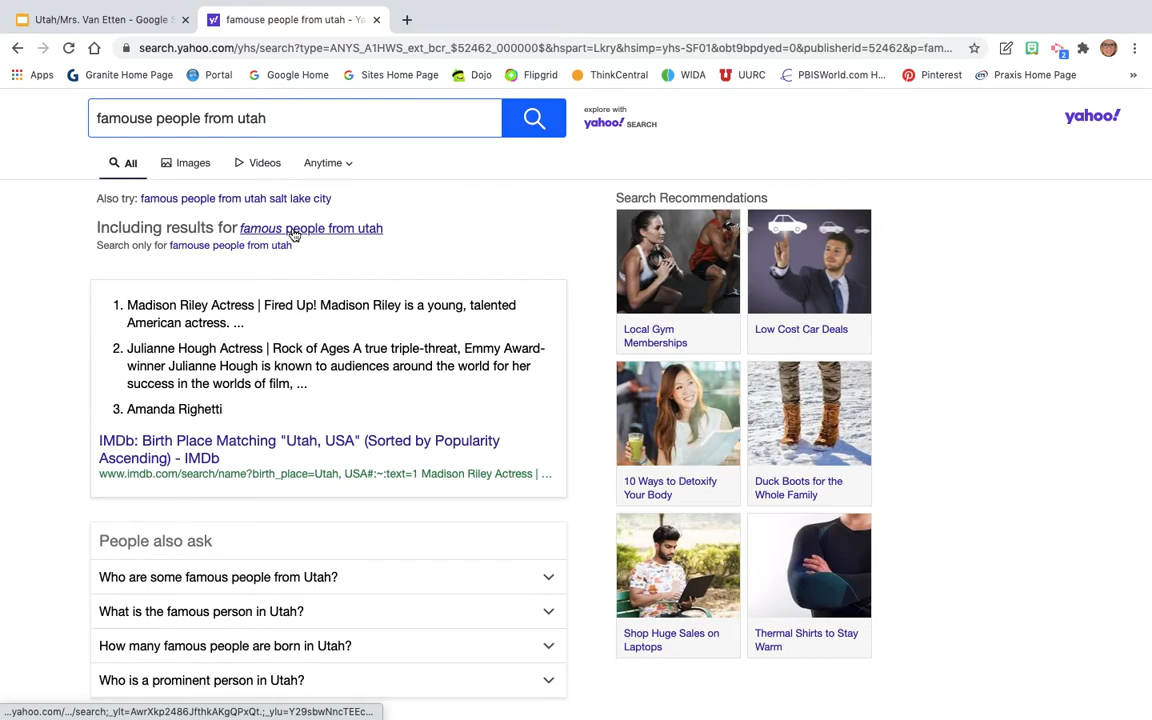 Utah/Mrs. Van Etten - Google S
famouse people from utah - Ya
search.yahoo.com/yhs/search?type=ANYS_A1HWS_ext_bcr_$52462_000000$&hspart=Lkry&hsimp=yhs-SF01&obt9bpdyed=0&publisherid=52462&p=fam...
2
Apps Granite Home Page Portal Google Home Sites Home Page Dojo Flipgrid ThinkCentral WIDA UURC PBISWorld.com H... Pinterest Praxis Home Page »
famouse people from utah
explore with
yahoo! SEARCH
yahoo!
All Images Videos Anytime
Also try: famous people from utah salt lake city
Including results for famous people from utah
Search only for famouse people from utah
1. Madison Riley Actress | Fired Up! Madison Riley is a young, talented
American actress. ...
2. Julianne Hough Actress | Rock of Ages A true triple-threat, Emmy Award-
winner Julianne Hough is known to audiences around the world for her
success in the worlds of film, ...
3. Amanda Righetti
IMDb: Birth Place Matching "Utah, USA" (Sorted by Popularity
Ascending) - IMDb
www.imdb.com/search/name?birth_place=Utah, USA#:~:text=1 Madison Riley Actress | ...
People also ask
Who are some famous people from Utah?
What is the famous person in Utah?
How many famous people are born in Utah?
Who is a prominent person in Utah?
Search Recommendations
Local Gym
Memberships
Low Cost Car Deals
10 Ways to Detoxify
Your Body
Duck Boots for the
Whole Family
Shop Huge Sales on
Laptops
Thermal Shirts to Stay
Warm
...yahoo.com/.../search;_ylt=AwrXkp2486JfthkAKgQPxQt.;_ylu=Y29sbwNncTEEc...